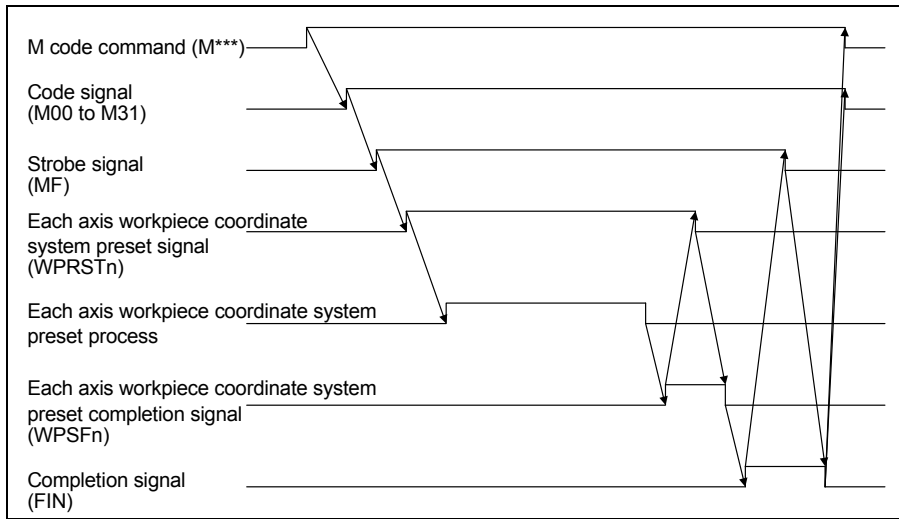 M code command (M***)
Code signal
(M00 to M31)
Strobe signal
(MF)
Each axis workpiece coordinate
system preset signal
(WPRSTn)
Each axis workpiece coordinate system
preset process
Each axis workpiece coordinate system
preset completion signal
(WPSFn)
Completion signal
(FIN)